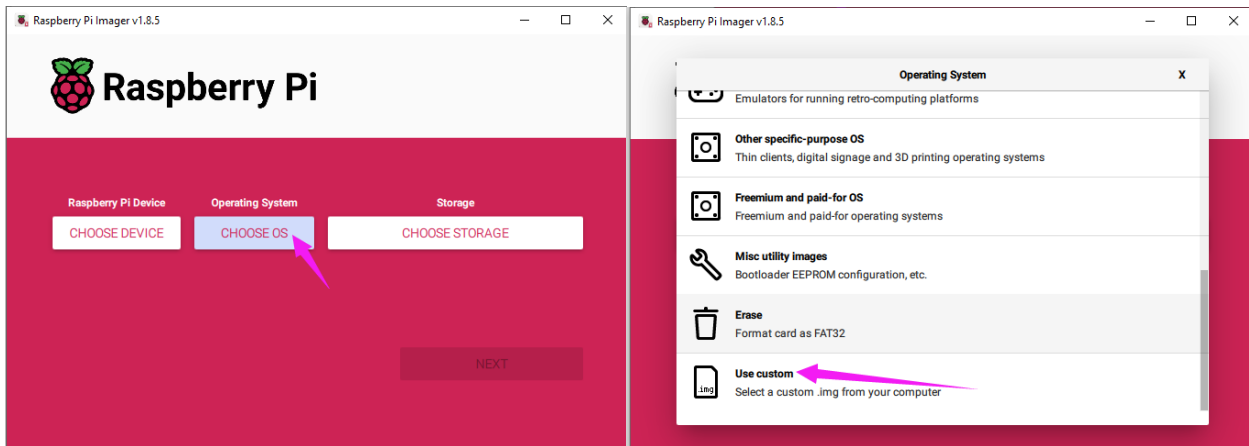 Raspberry Pi Imager v1.8.5
Raspberry Pi
Raspberry Pi Device
Operating System
Storage
CHOOSE DEVICE
CHOOSE OS
CHOOSE STORAGE
NEXT
Raspberry Pi Imager v1.8.5
Operating System
X
Emulators for running retro-computing platforms
Other specific-purpose OS
Thin clients, digital signage and 3D printing operating systems
Freemium and paid-for OS
Freemium and paid-for operating systems
Misc utility images
Bootloader EEPROM configuration, etc.
Erase
Format card as FAT32
Use custom
.img
Select a custom .img from your computer